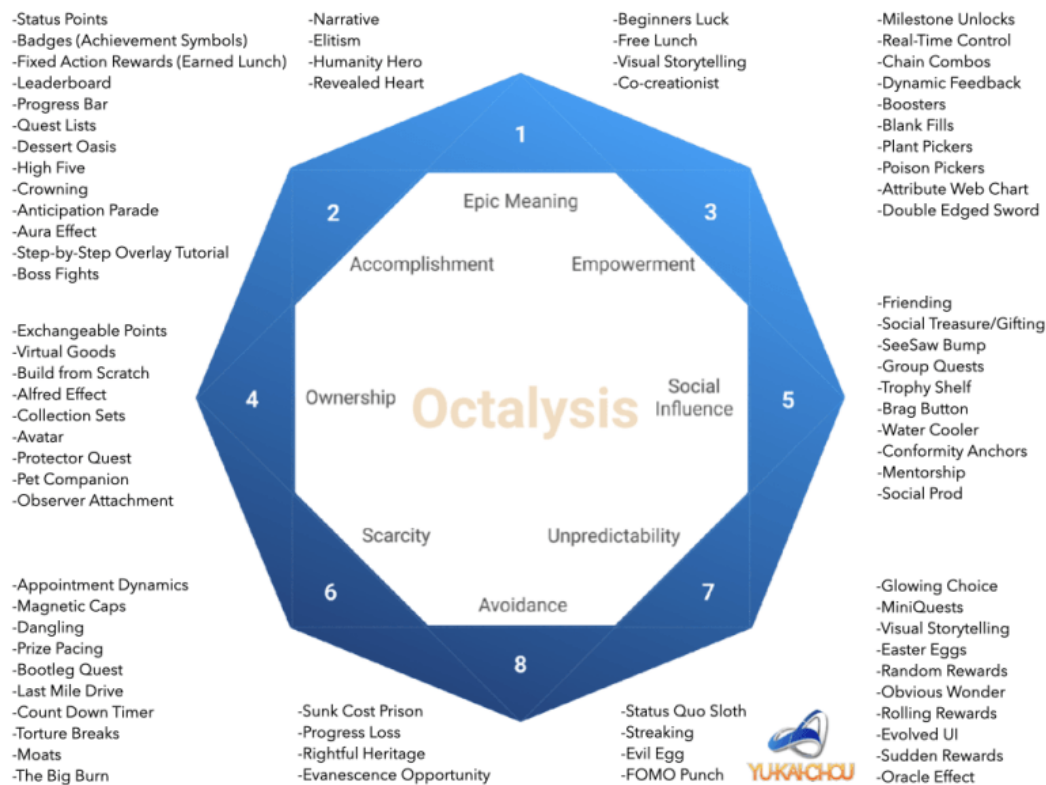 -Status Points
-Badges (Achievement Symbols)
-Fixed Action Rewards (Earned Lunch)
-Leaderboard
-Progress Bar
-Quest Lists
-Dessert Oasis
-High Five
-Crowning
-Anticipation Parade
-Aura Effect
-Step-by-Step Overlay Tutorial
-Boss Fights
-Narrative
-Elitism
-Humanity Hero
-Revealed Heart
-Beginners Luck
-Free Lunch
-Visual Storytelling
-Co-creationist
-Milestone Unlocks
-Real-Time Control
-Chain Combos
-Dynamic Feedback
-Boosters
-Blank Fills
-Plant Pickers
-Poison Pickers
-Attribute Web Chart
-Double Edged Sword
1
Epic Meaning
2
Accomplishment
3
Empowerment
-Exchangeable Points
-Virtual Goods
-Build from Scratch
-Alfred Effect
-Collection Sets
-Avatar
-Protector Quest
-Pet Companion
-Observer Attachment
4
Ownership
Octalysis
Social
Influence
5
-Friending
-Social Treasure/Gifting
-SeeSaw Bump
-Group Quests
-Trophy Shelf
-Brag Button
-Water Cooler
-Conformity Anchors
-Mentorship
-Social Prod
Scarcity
6
Unpredictability
7
Avoidance
8
-Appointment Dynamics
-Magnetic Caps
-Dangling
-Prize Pacing
-Bootleg Quest
-Last Mile Drive
-Count Down Timer
-Torture Breaks
-Moats
-The Big Burn
-Sunk Cost Prison
-Progress Loss
-Rightful Heritage
-Evanescence Opportunity
-Status Quo Sloth
-Streaking
-Evil Egg
-FOMO Punch
YU-KAI-CHOU
-Glowing Choice
-MiniQuests
-Visual Storytelling
-Easter Eggs
-Random Rewards
-Obvious Wonder
-Rolling Rewards
-Evolved UI
-Sudden Rewards
-Oracle Effect